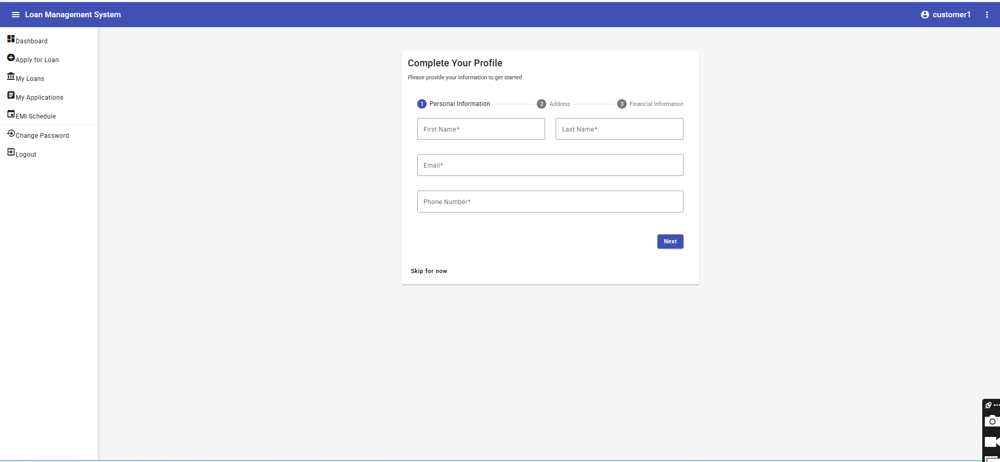 Loan Management System
customer1
Dashboard
Apply for Loan
My Loans
My Applications
EMI Schedule
Change Password
Logout
Complete Your Profile
Please provide your information to get started
1 Personal Information 2 Address 3 Financial Information
First Name* Last Name*
Email*
Phone Number*
Next
Skip for now